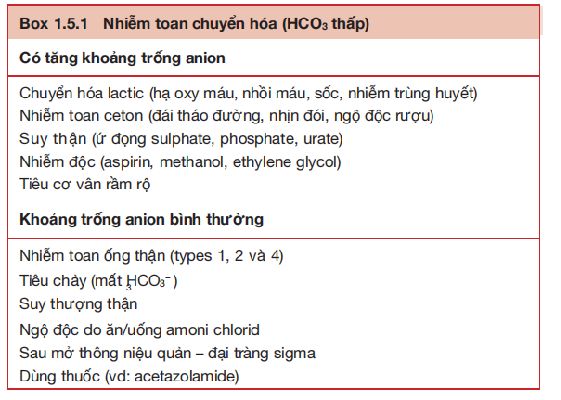 Box 1.5.1 Nhiễm toan chuyển hóa (HCO₃ thấp)
Có tăng khoảng trống anion
Chuyển hóa lactic (hạ oxy máu, nhồi máu, sốc, nhiễm trùng huyết)
Nhiễm toan ceton (đái tháo đường, nhịn đói, ngộ độc rượu)
Suy thận (ứ đọng sulphate, phosphate, urate)
Nhiễm độc (aspirin, methanol, ethylene glycol)
Tiêu cơ vân rầm rộ
Khoảng trống anion bình thường
Nhiễm toan ống thận (types 1, 2 và 4)
Tiêu chảy (mất HCO₃⁻)
Suy thượng thận
Ngộ độc do ăn/uống amoni chlorid
Sau mở thông niệu quản – đại tràng sigma
Dùng thuốc (vd: acetazolamide)